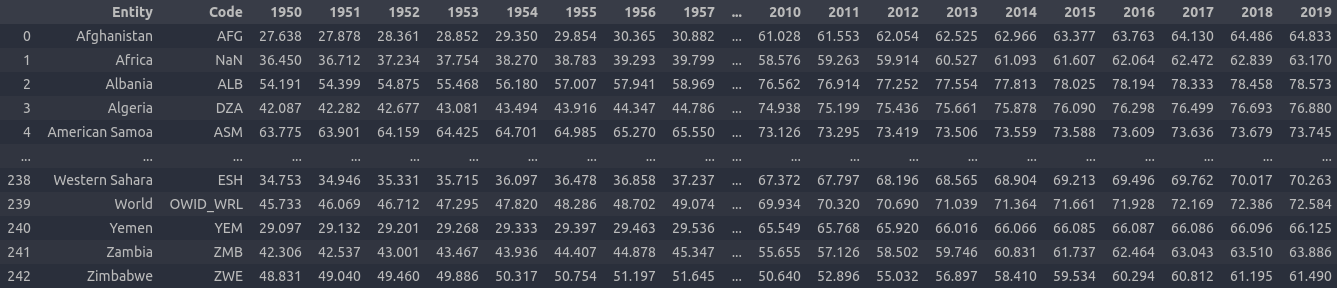 Entity Code 1950 1951 1952 1953 1954 1955 1956 1957 ... 2010 2011 2012 2013 2014 2015 2016 2017 2018 2019
0 Afghanistan AFG 27.638 27.878 28.361 28.852 29.350 29.854 30.365 30.882 ... 61.028 61.553 62.054 62.525 62.966 63.377 63.763 64.130 64.486 64.833
1 Africa NaN 36.450 36.712 37.234 37.754 38.270 38.783 39.293 39.799 ... 58.576 59.263 59.914 60.527 61.093 61.607 62.064 62.472 62.839 63.170
2 Albania ALB 54.191 54.399 54.875 55.468 56.180 57.007 57.941 58.969 ... 76.562 76.914 77.252 77.554 77.813 78.025 78.194 78.333 78.458 78.573
3 Algeria DZA 42.087 42.282 42.677 43.081 43.494 43.916 44.347 44.786 ... 74.938 75.199 75.436 75.661 75.878 76.090 76.298 76.499 76.693 76.880
4 American Samoa ASM 63.775 63.901 64.159 64.425 64.701 64.985 65.270 65.550 ... 73.126 73.295 73.419 73.506 73.559 73.588 73.609 73.636 73.679 73.745
... ... ... ... ... ... ... ... ... ... ... ... ... ... ... ... ... ... ... ... ... ...
238 Western Sahara ESH 34.753 34.946 35.331 35.715 36.097 36.478 36.858 37.237 ... 67.372 67.797 68.196 68.565 68.904 69.213 69.496 69.762 70.017 70.263
239 World OWID_WRL 45.733 46.069 46.712 47.295 47.820 48.286 48.702 49.074 ... 69.934 70.320 70.690 71.039 71.364 71.661 71.928 72.169 72.386 72.584
240 Yemen YEM 29.097 29.132 29.201 29.268 29.333 29.397 29.463 29.536 ... 65.549 65.768 65.920 66.016 66.066 66.085 66.087 66.086 66.096 66.125
241 Zambia ZMB 42.306 42.537 43.001 43.467 43.936 44.407 44.878 45.347 ... 55.655 57.126 58.502 59.746 60.831 61.737 62.464 63.043 63.510 63.886
242 Zimbabwe ZWE 48.831 49.040 49.460 49.886 50.317 50.754 51.197 51.645 ... 50.640 52.896 55.032 56.897 58.410 59.534 60.294 60.812 61.195 61.490